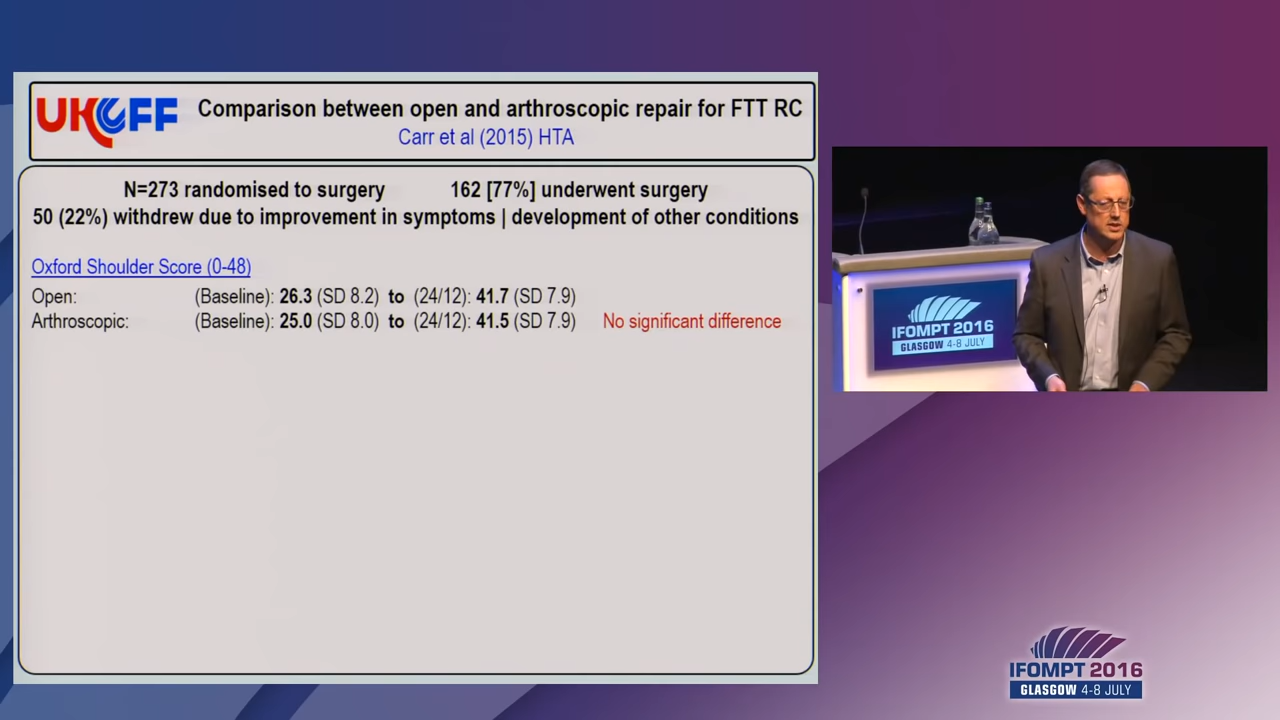 UKUFF
Comparison between open and arthroscopic repair for FTT RC
Carr et al (2015) HTA
N=273 randomised to surgery 162 [77%] underwent surgery
50 (22%) withdrew due to improvement in symptoms | development of other conditions
Oxford Shoulder Score (0-48)
Open: (Baseline): 26.3 (SD 8.2) to (24/12): 41.7 (SD 7.9)
Arthroscopic: (Baseline): 25.0 (SD 8.0) to (24/12): 41.5 (SD 7.9) No significant difference
IFOMPT 2016
GLASGOW 4-8 JULY
IFOMPT 2016
GLASGOW 4-8 JULY